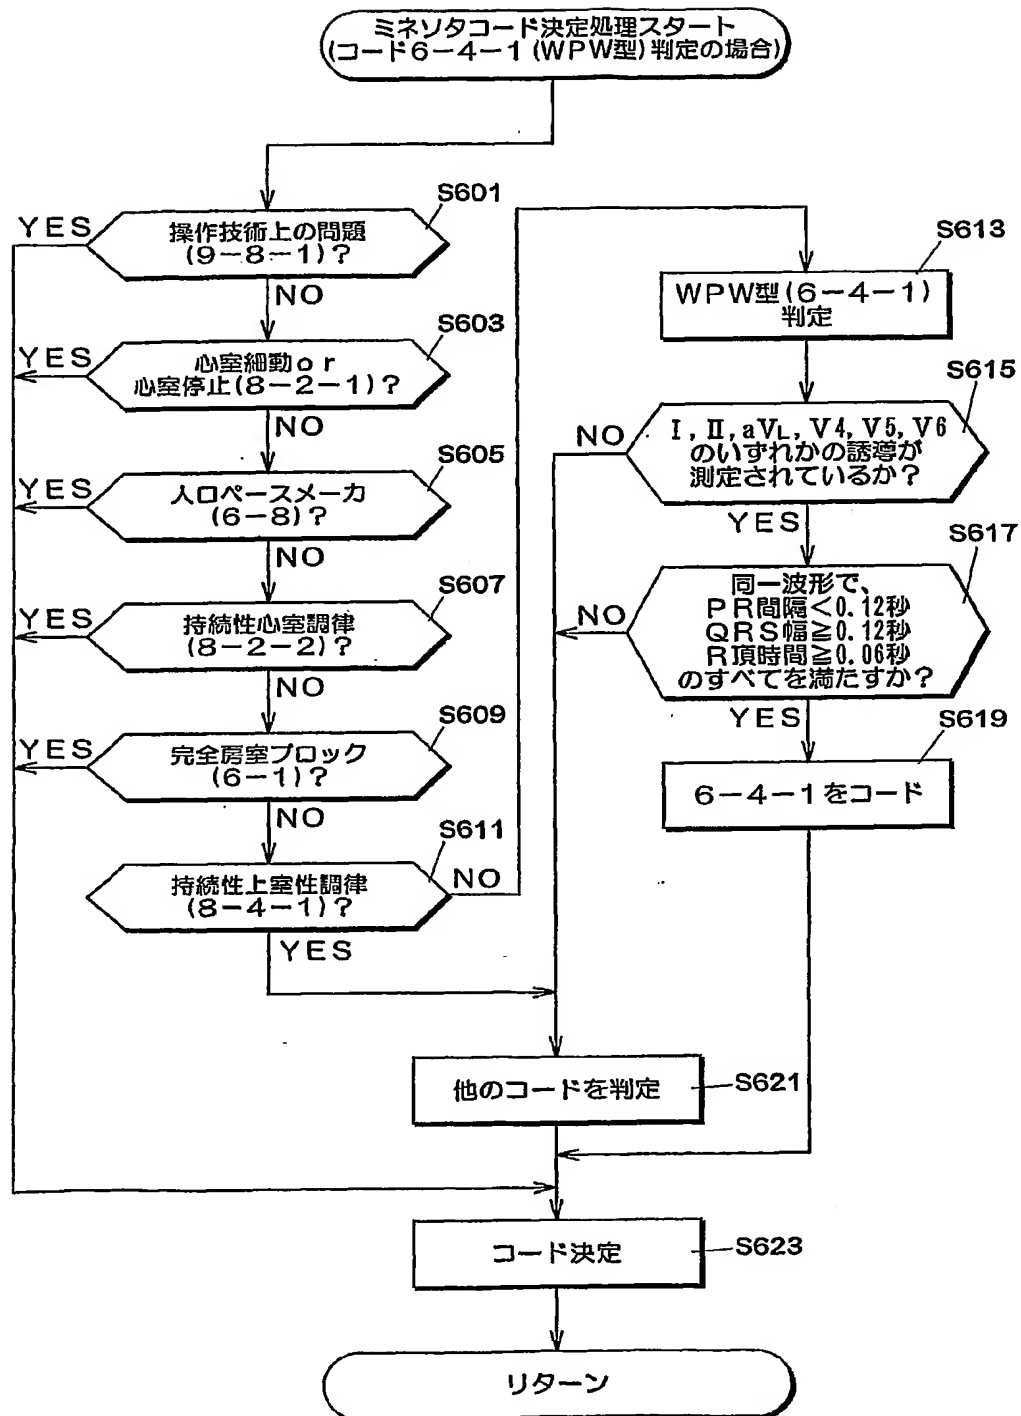 ミネソタコード決定処理スタート
(コード6-4-1(WPW型)判定の場合)
S601
YES
操作技術上の問題
(9-8-1)?
NO
S603
YES
心室細動or
心室停止(8-2-1)?
NO
S605
YES
人口ペースメーカ
(6-8)?
NO
S607
YES
持続性心室調律
(8-2-2)?
NO
S609
YES
完全房室ブロック
(6-1)?
NO
S611
持続性上室性調律
(8-4-1)?
NO
YES
S613
WPW型(6-4-1)
判定
S615
NO
I,II,aVL,V4,V5,V6
のいずれかの誘導が
測定されているか?
YES
S617
NO
同一波形で、
PR間隔<0.12秒
QRS幅≧0.12秒
R頂時間≧0.06秒
のすべてを満たすか?
YES
S619
6-4-1をコード
他のコードを判定
S621
コード決定
S623
リターン